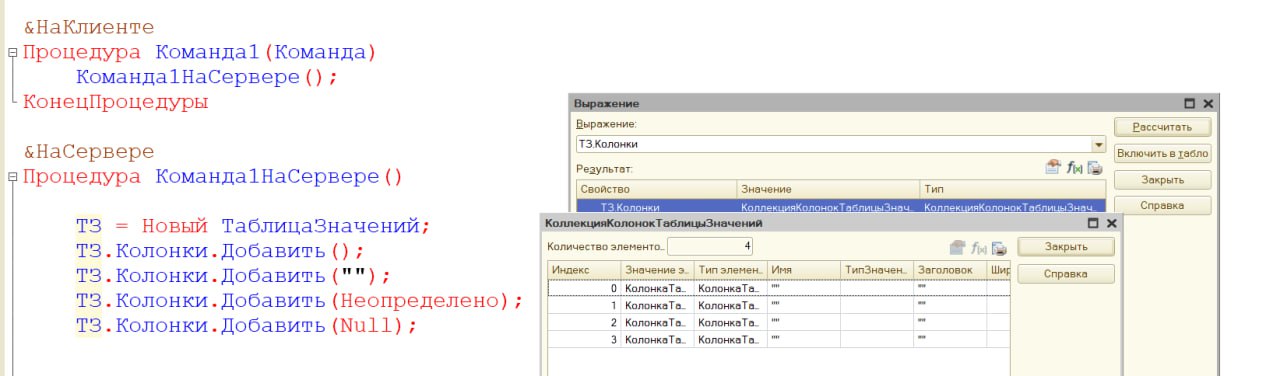 &НаКлиенте
Процедура Команда1(Команда)
Команда1НаСервере();
КонецПроцедуры
&НаСервере
Процедура Команда1НаСервере()
ТЗ = Новый ТаблицаЗначений;
ТЗ.Колонки.Добавить();
ТЗ.Колонки.Добавить("");
ТЗ.Колонки.Добавить(Неопределено);
ТЗ.Колонки.Добавить(Null);
Выражение
Выражение:
Рассчитать
ТЗ.Колонки
Включить в табло
Результат:
Закрыть
Свойство Значение Тип
Справка
ТЗ.Колонки КоллекцияКолонокТаблицыЗнач... КоллекцияКолонокТаблицыЗнач...
КоллекцияКолонокТаблицыЗначений
Количество элементо... 4 Закрыть
Индекс Значение э... Тип элемен... Имя ТипЗначен... Заголовок Шир
Справка
0 КолонкаТа... КолонкаТа... "" ""
1 КолонкаТа... КолонкаТа... "" ""
2 КолонкаТа... КолонкаТа... "" ""
3 КолонкаТа... КолонкаТа... "" ""